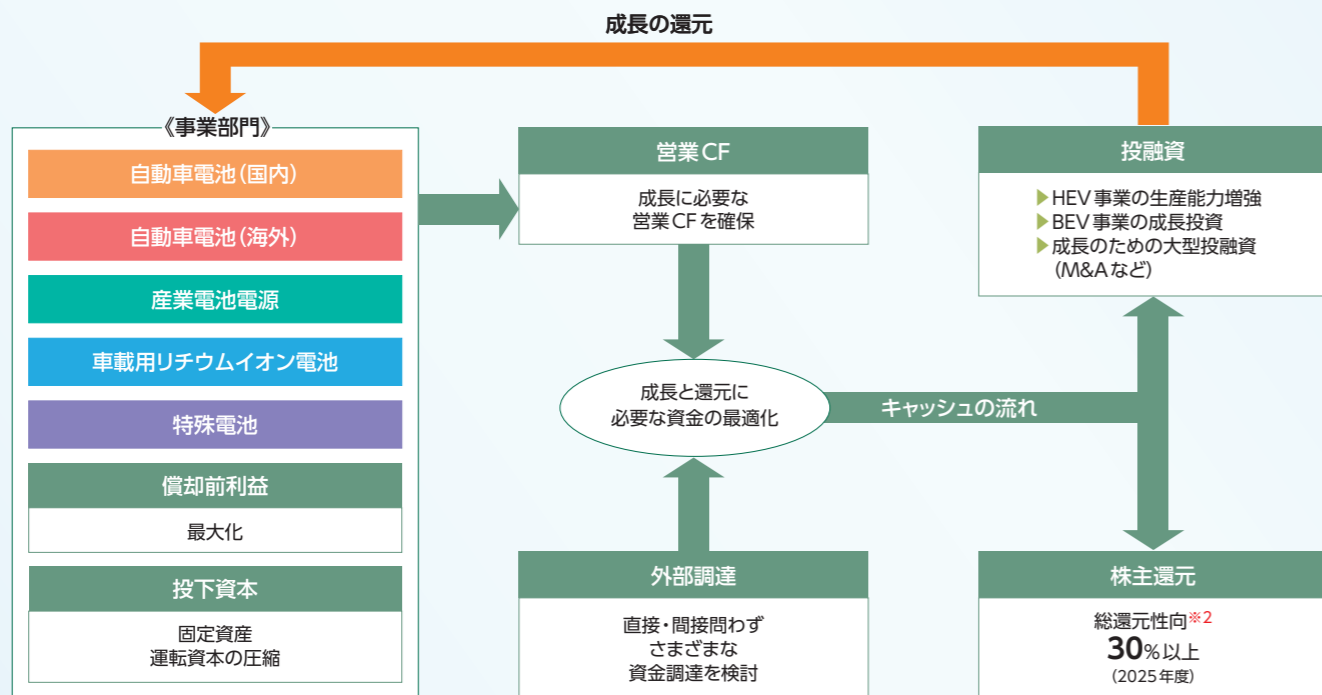 成長の還元
《事業部門》
自動車電池(国内)
自動車電池(海外)
産業電池電源
車載用リチウムイオン電池
特殊電池
償却前利益
最大化
投下資本
固定資産
運転資本の圧縮
営業CF
成長に必要な
営業CFを確保
成長と還元に
必要な資金の最適化
キャッシュの流れ
外部調達
直接・間接問わず
さまざまな
資金調達を検討
投融資
▶HEV事業の生産能力増強
▶BEV事業の成長投資
▶成長のための大型投融資
(M&Aなど)
株主還元
総還元性向※2
30%以上
(2025年度)